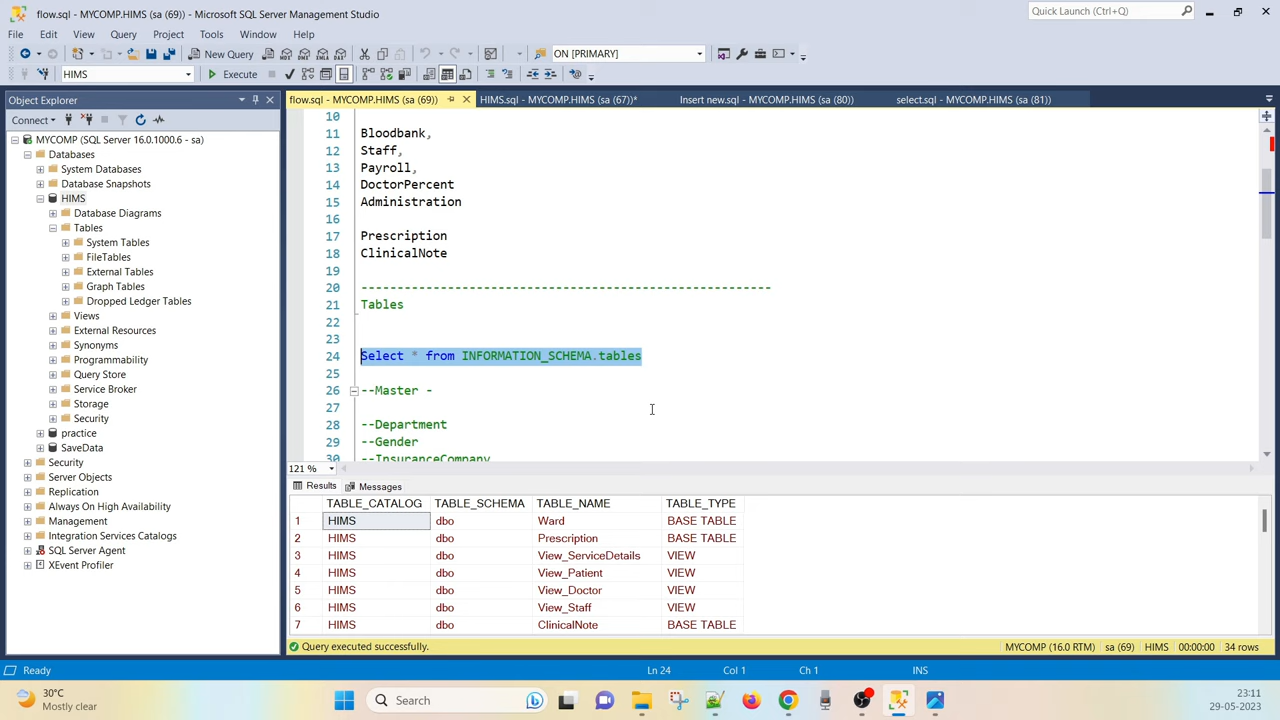 flow.sql - MYCOMP.HIMS (sa (69)) - Microsoft SQL Server Management Studio
Quick Launch (Ctrl+Q)
File Edit View Query Project Tools Window Help
New Query MDX DMX XMLA DAX ON [PRIMARY]
HIMS Execute
Object Explorer
flow.sql - MYCOMP.HIMS (sa (69)) HIMS.sql - MYCOMP.HIMS (sa (67))* Insert new.sql - MYCOMP.HIMS (sa (80)) select.sql - MYCOMP.HIMS (sa (81))
Connect
MYCOMP (SQL Server 16.0.1000.6 - sa)
Databases
System Databases
Database Snapshots
HIMS
Database Diagrams
Tables
System Tables
FileTables
External Tables
Graph Tables
Dropped Ledger Tables
Views
External Resources
Synonyms
Programmability
Query Store
Service Broker
Storage
Security
practice
SaveData
Security
Server Objects
Replication
Always On High Availability
Management
Integration Services Catalogs
SQL Server Agent
XEvent Profiler
10
11 Bloodbank,
12 Staff,
13 Payroll,
14 DoctorPercent
15 Administration
16
17 Prescription
18 ClinicalNote
19
20 ---------------------------------------------------------
21 Tables
22
23
24 Select * from INFORMATION_SCHEMA.tables
25
26 --Master -
27
28 --Department
29 --Gender
30 --InsuranceCompany
121 %
Results Messages
TABLE_CATALOG TABLE_SCHEMA TABLE_NAME TABLE_TYPE
1 HIMS dbo Ward BASE TABLE
2 HIMS dbo Prescription BASE TABLE
3 HIMS dbo View_ServiceDetails VIEW
4 HIMS dbo View_Patient VIEW
5 HIMS dbo View_Doctor VIEW
6 HIMS dbo View_Staff VIEW
7 HIMS dbo ClinicalNote BASE TABLE
Query executed successfully. MYCOMP (16.0 RTM) sa (69) HIMS 00:00:00 34 rows
Ready Ln 24 Col 1 Ch 1 INS
30°C
Mostly clear
Search
23:11
29-05-2023